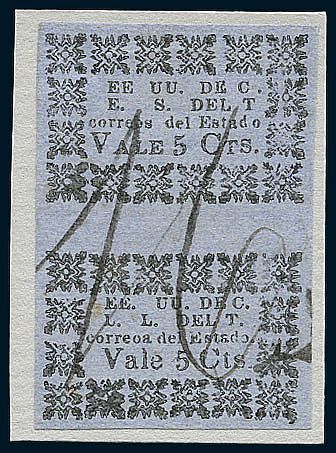 EE UU. DE C.
E. S. DEL T
correos del Estado
VALE 5 Cts.
EE. UU. DE C.
L. L. DEL T.
correoa del Estado.
Vale 5 Cts.